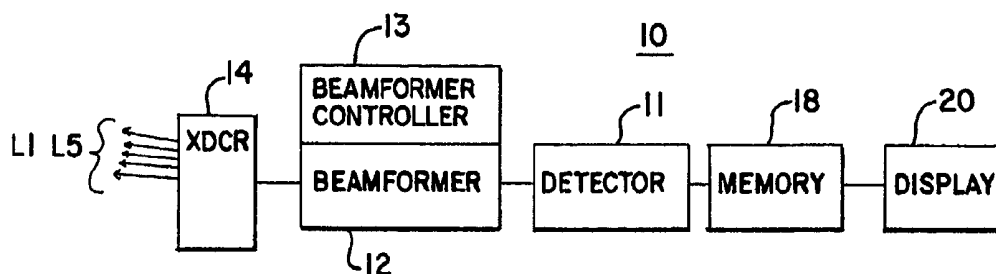 10
13
14
11
18
20
BEAMFORMER
CONTROLLER
L1 L5
XDCR
BEAMFORMER
DETECTOR
MEMORY
DISPLAY
12